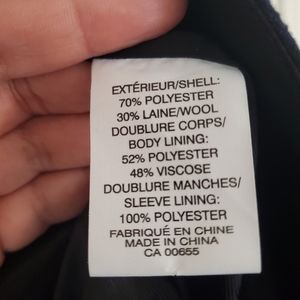 EXTÉRIEUR/SHELL:
70% POLYESTER
30% LAINE/WOOL
DOUBLURE CORPS/
BODY LINING:
52% POLYESTER
48% VISCOSE
DOUBLURE MANCHES/
SLEEVE LINING:
100% POLYESTER
FABRIQUÉ EN CHINE
MADE IN CHINA
CA 00655